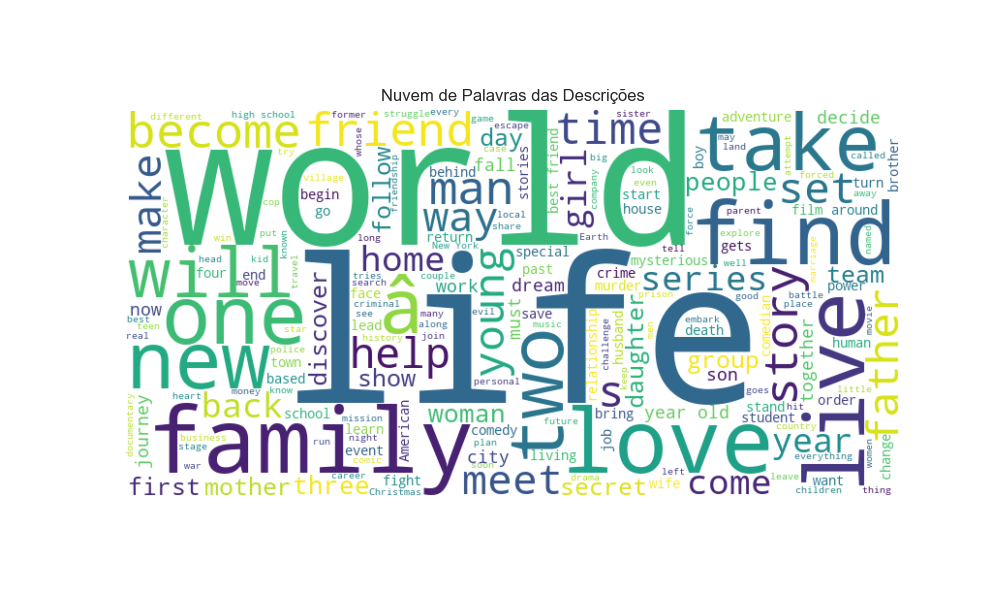 Nuvem de Palavras das Descrições
different
high school
former
struggle
every
sister
adventure
decide
become
friend
whose
game
escape
time
take
may
land
called
world
day
case
girl
boy
attempt
brother
try
cop
village
friendship
fall
stories
best friend
big
company
look
even
people
set
forced
turn
away
make
character
begin
go
follow
behind
man
start
house
force
parent
film
around
named
win
put
known
long
way
local
share
return
New York
Earth
tell
find
explore
well
marriage
will
head
kid
four
travel
home
special
gets
mysterious
series
team
now
end
move
tries
search
couple
work
past
dream
crime
murder
prison
good
battle
place
power
best
real
teen
one
star
discover
face
criminal
see
â
many
along
join
young
evil
must
save
music
life
relationship
challenge
husband
men
keep
embark
death
story
comedian
together
movie
human
live
father
new
police
town
based
history
lead
help
show
personal
two
s
daughter
group
son
goes
hit
little
heart
money
know
back
school
mission
learn
American
woman
future
bring
year old
stand
student
order
country
documentary
journey
business
stage
family
run
night
event
comedy
plan
city
living
job
love
year
everything
women
change
war
career
comic
soon
drama
left
leave
want
first
mother
three
Christmas
fight
meet
secret
wife
come
children
thing